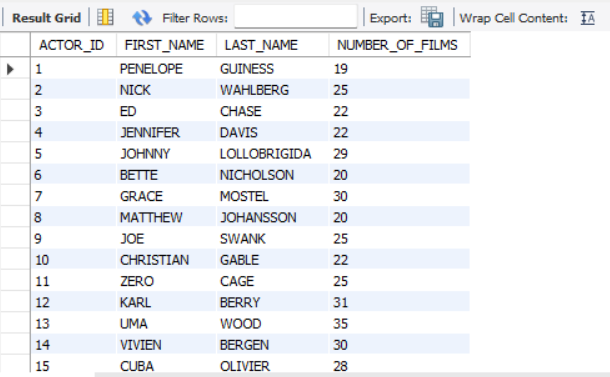 Result Grid Filter Rows: Export: Wrap Cell Content: IA
ACTOR_ID FIRST_NAME LAST_NAME NUMBER_OF_FILMS
1 PENELOPE GUINESS 19
2 NICK WAHLBERG 25
3 ED CHASE 22
4 JENNIFER DAVIS 22
5 JOHNNY LOLLOBRIGIDA 29
6 BETTE NICHOLSON 20
7 GRACE MOSTEL 30
8 MATTHEW JOHANSSON 20
9 JOE SWANK 25
10 CHRISTIAN GABLE 22
11 ZERO CAGE 25
12 KARL BERRY 31
13 UMA WOOD 35
14 VIVIEN BERGEN 30
15 CUBA OLIVIER 28